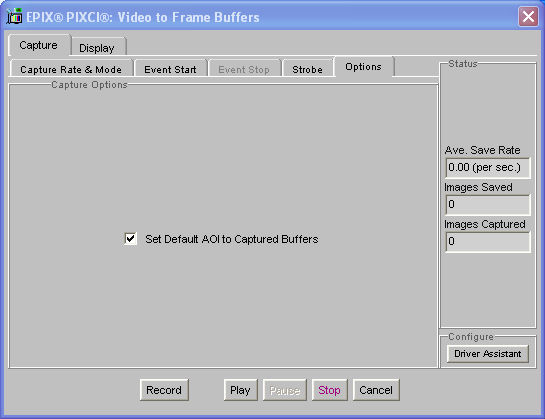 EPIX® PIXCI®: Video to Frame Buffers
Capture
Display
Capture Rate & Mode
Event Start
Event Stop
Strobe
Options
Capture Options
Status
Ave. Save Rate
0.00 (per sec.)
Images Saved
0
Images Captured
0
Set Default AOI to Captured Buffers
Configure
Driver Assistant
Record
Play
Pause
Stop
Cancel